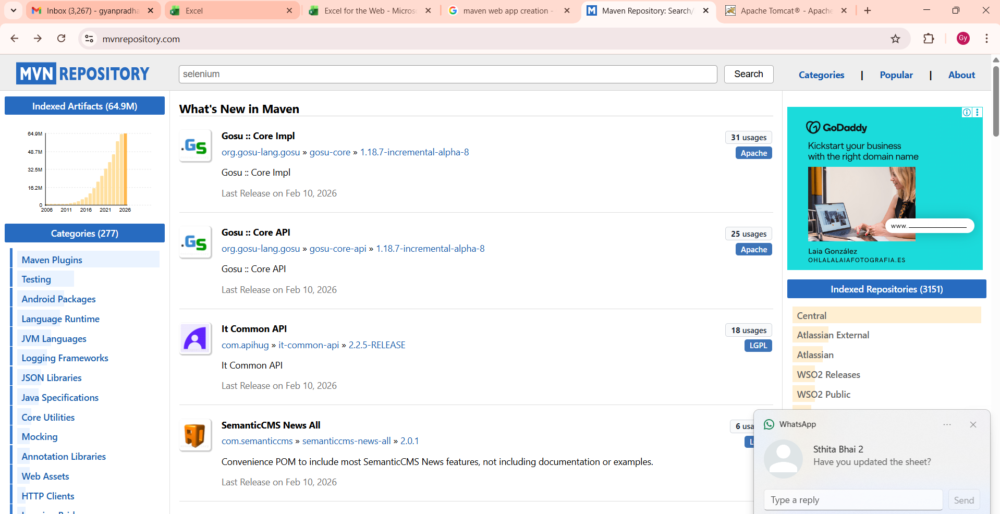 Inbox (3,267) - gyanpradha
Excel
Excel for the Web - Micros
maven web app creation -
Maven Repository: Search/
Apache Tomcat® - Apache
mvnrepository.com
Gy
MVN REPOSITORY
selenium
Search
Categories | Popular | About
Indexed Artifacts (64.9M)
64.9M
48.7M
32.5M
16.2M
0
2006 2011 2016 2021 2026
Categories (277)
Maven Plugins
Testing
Android Packages
Language Runtime
JVM Languages
Logging Frameworks
JSON Libraries
Java Specifications
Core Utilities
Mocking
Annotation Libraries
Web Assets
HTTP Clients
What's New in Maven
.GS
Gosu :: Core Impl
31 usages
org.gosu-lang.gosu » gosu-core » 1.18.7-incremental-alpha-8
Apache
Gosu :: Core Impl
Last Release on Feb 10, 2026
.GS
Gosu :: Core API
25 usages
org.gosu-lang.gosu » gosu-core-api » 1.18.7-incremental-alpha-8
Apache
Gosu :: Core API
Last Release on Feb 10, 2026
It Common API
18 usages
com.apihug » it-common-api » 2.2.5-RELEASE
LGPL
It Common API
Last Release on Feb 10, 2026
SemanticCMS News All
6 usa
com.semanticcms » semanticcms-news-all » 2.0.1
L
Convenience POM to include most SemanticCMS News features, not including documentation or examples.
Last Release on Feb 10, 2026
GoDaddy
Kickstart your business
with the right domain name
www.
Laia González
OHLALALAIAFOTOGRAFIA.ES
Indexed Repositories (3151)
Central
Atlassian External
Atlassian
WSO2 Releases
WSO2 Public
WhatsApp
Sthita Bhai 2
Have you updated the sheet?
Type a reply
Send